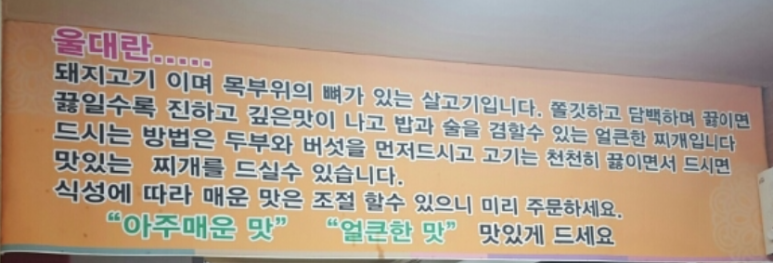 울대란.....
돼지고기 이며 목부위의 뼈가 있는 살고기입니다. 쫄깃하고 담백하며 끓이면
끓일수록 진하고 깊은맛이 나고 밥과 술을 겸할수 있는 얼큰한 찌개입니다
드시는 방법은 두부와 버섯을 먼저드시고 고기는 천천히 끓이면서 드시면
맛있는 찌개를 드실수 있습니다.
식성에 따라 매운 맛은 조절 할수 있으니 미리 주문하세요.
“아주매운 맛” “얼큰한 맛” 맛있게 드세요